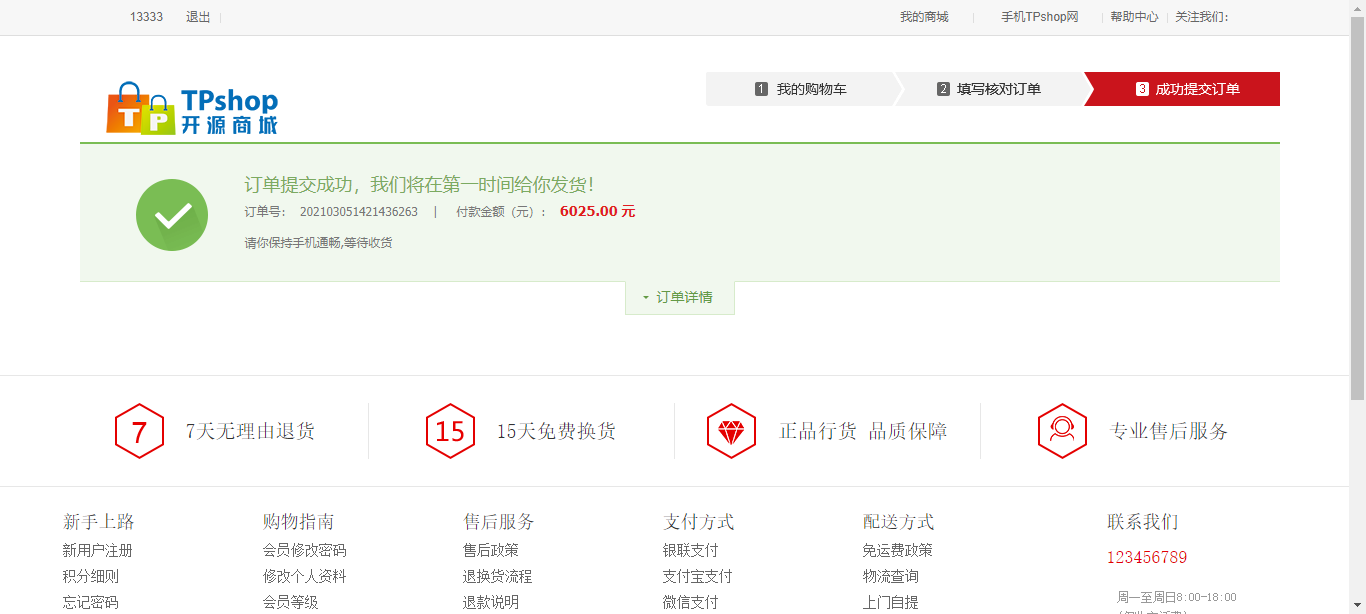 13333 退出 我的商城 手机TPshop网 帮助中心 关注我们:
TPshop
开源商城
TP
1 我的购物车 2 填写核对订单 3 成功提交订单
订单提交成功，我们将在第一时间给你发货！
订单号： 202103051421436263 | 付款金额（元）： 6025.00 元
请你保持手机通畅,等待收货
订单详情
7 7天无理由退货 15 15天免费换货 正品行货 品质保障 专业售后服务
新手上路 购物指南 售后服务 支付方式 配送方式 联系我们
新用户注册 会员修改密码 售后政策 银联支付 免运费政策 123456789
积分细则 修改个人资料 退换货流程 支付宝支付 物流查询
忘记密码 会员等级 退款说明 微信支付 上门自提 周一至周日8:00-18:00